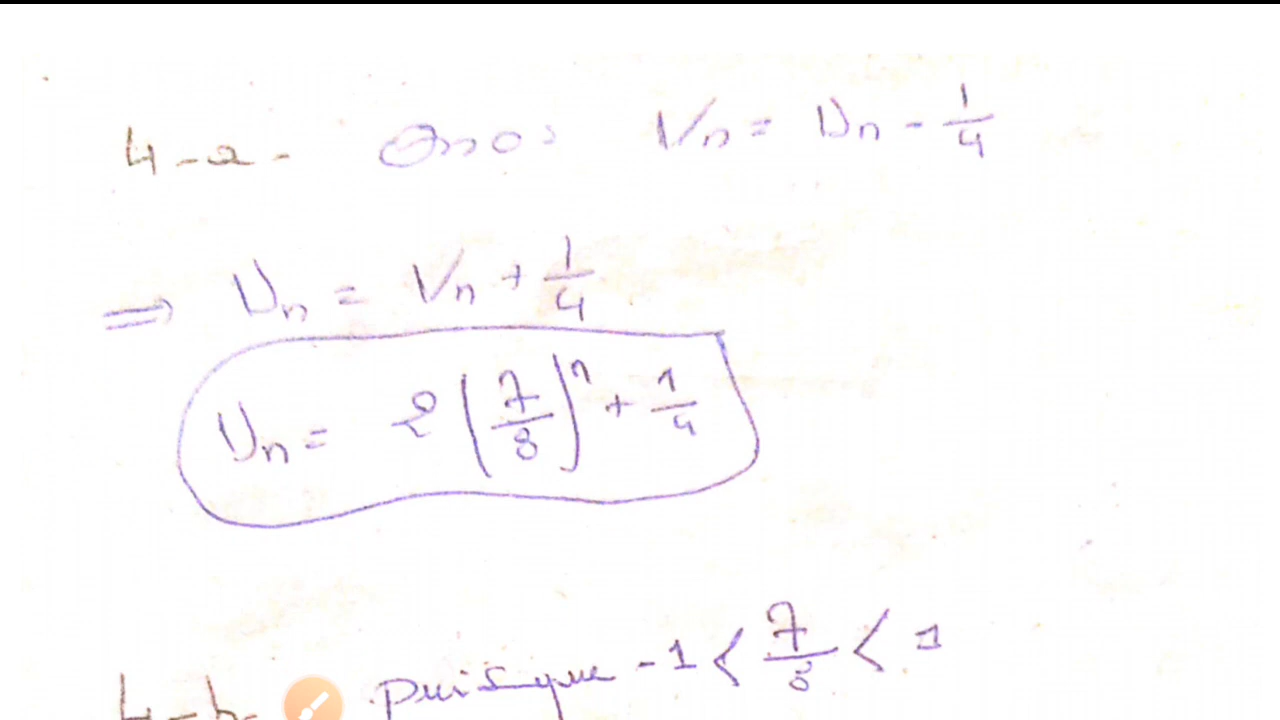 4-a- On a : Vn = Un - 1/4
⇒ Un = Vn + 1/4
Un = 2 (7/8)^n + 1/4
4-b- puisque -1 < 7/8 < 1